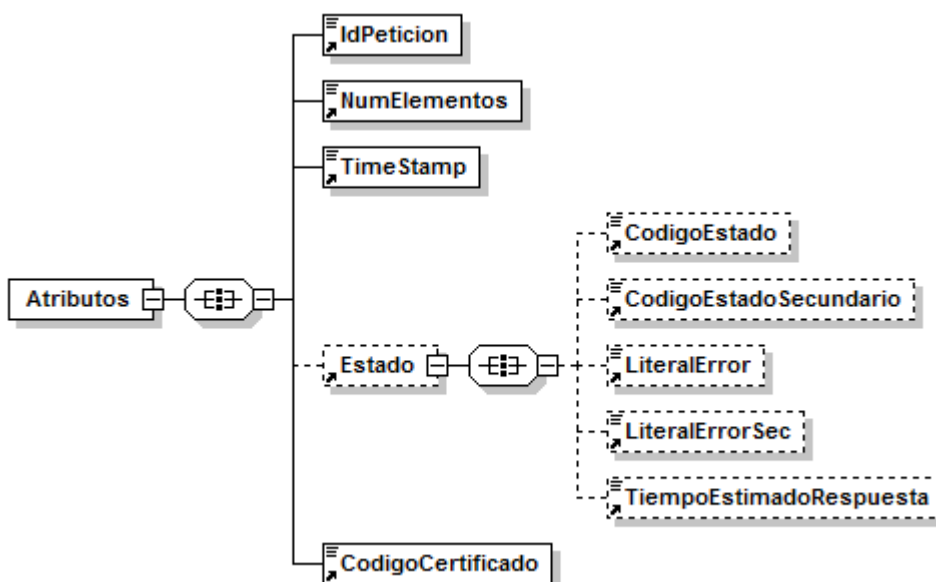 IdPeticion
NumElementos
TimeStamp
CodigoEstado
CodigoEstadoSecundario
Atributos
Estado
LiteralError
LiteralErrorSec
TiempoEstimadoRespuesta
CodigoCertificado